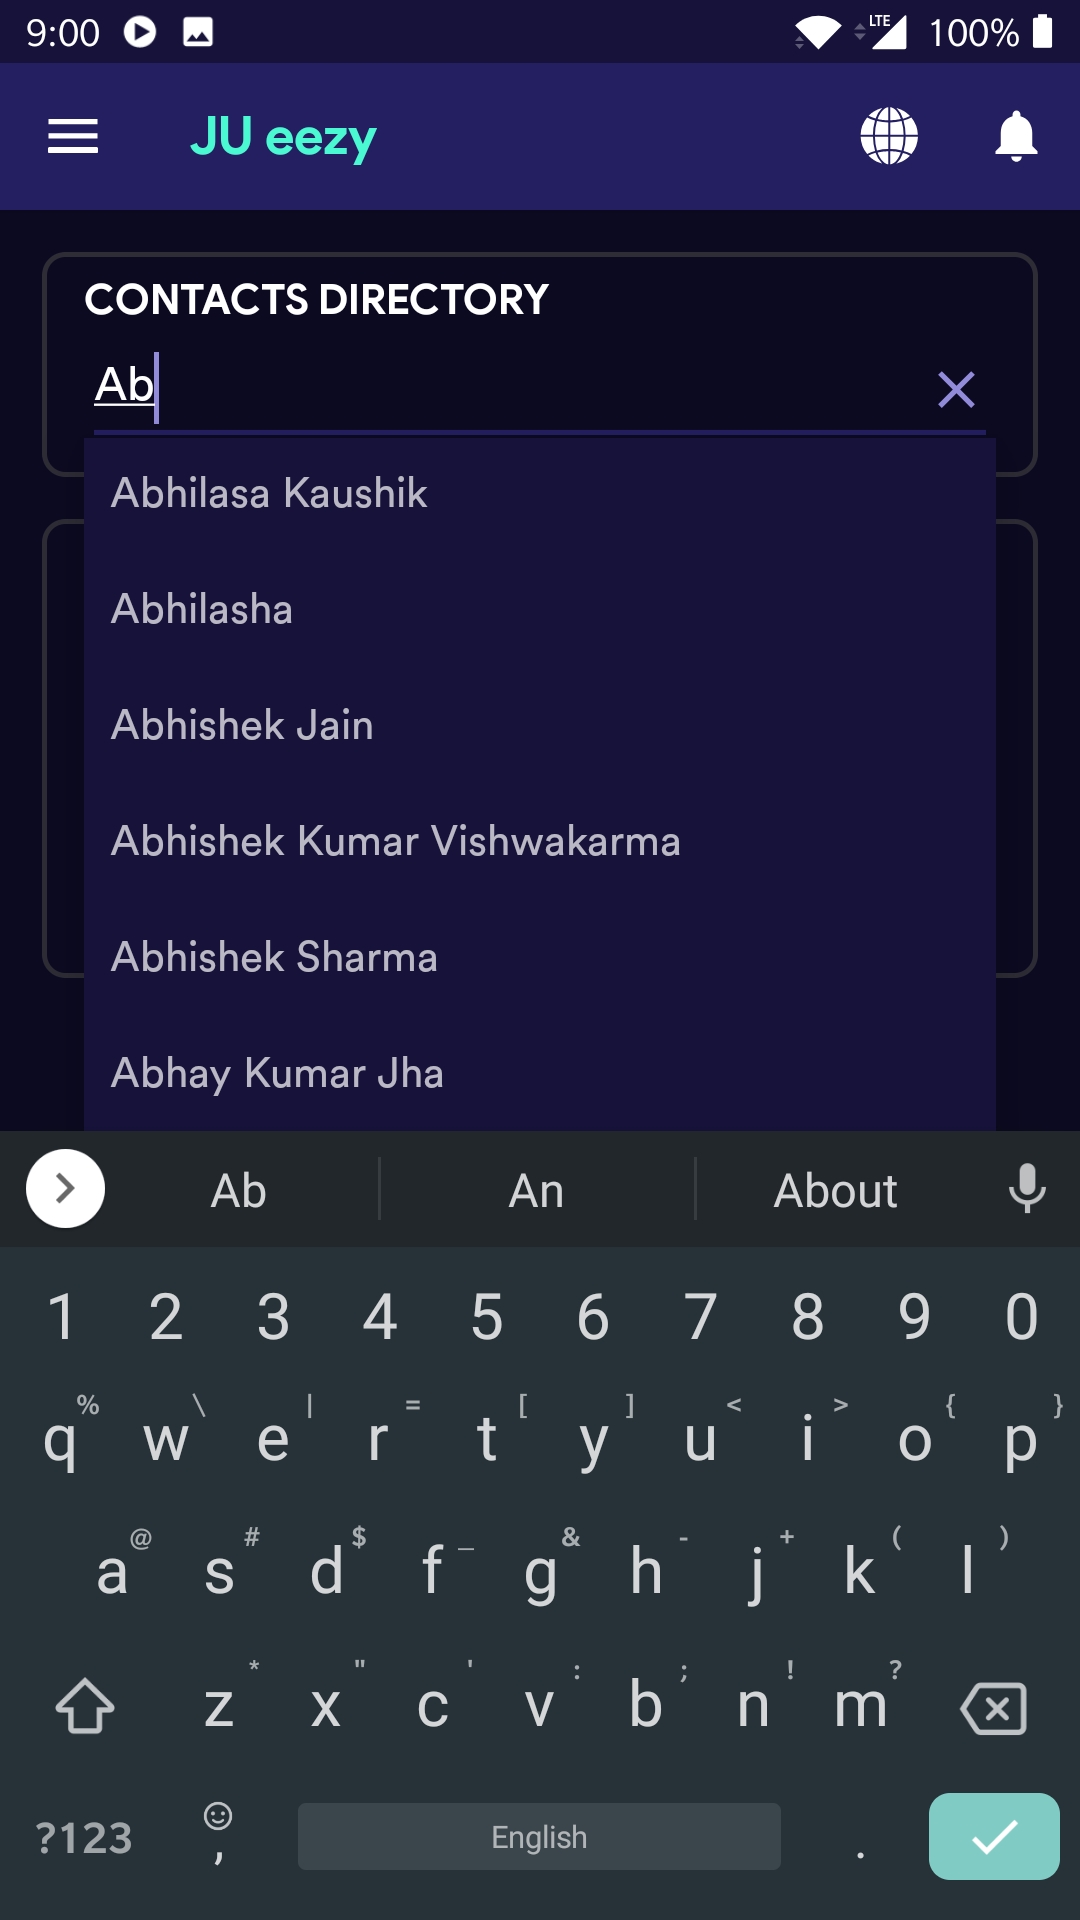 9:00 LTE 100%
JU eezy
CONTACTS DIRECTORY
Ab
Abhilasa Kaushik
Abhilasha
Abhishek Jain
Abhishek Kumar Vishwakarma
Abhishek Sharma
Abhay Kumar Jha
Ab An About
1 2 3 4 5 6 7 8 9 0
% \ | = [ ] < > { }
q w e r t y u i o p
@ # $ _ & - + ( )
a s d f g h j k l
* " ' : ; ! ?
z x c v b n m
?123 , English .